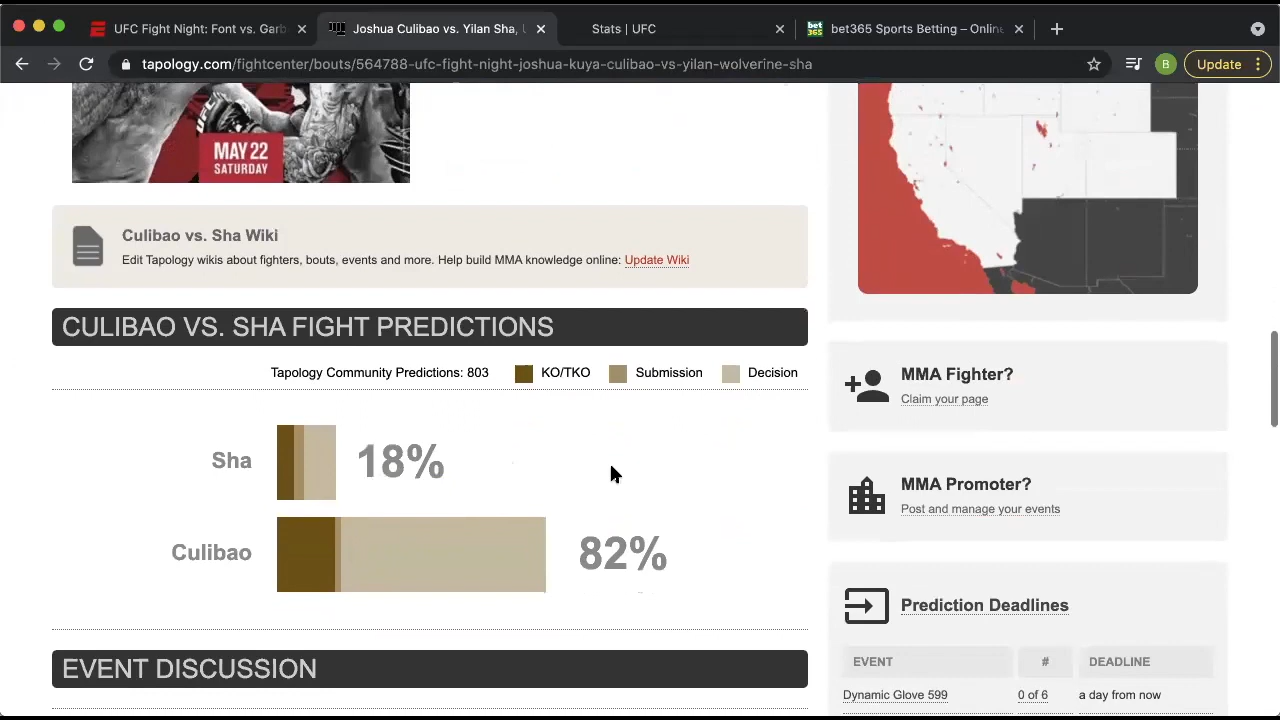 UFC Fight Night: Font vs. Garb
Joshua Culibao vs. Yilan Sha, U
Stats | UFC
bet365
bet365 Sports Betting – Online
tapology.com/fightcenter/bouts/564788-ufc-fight-night-joshua-kuya-culibao-vs-yilan-wolverine-sha
B
Update
UFC
MAY 22
SATURDAY
Culibao vs. Sha Wiki
Edit Tapology wikis about fighters, bouts, events and more. Help build MMA knowledge online: Update Wiki
CULIBAO VS. SHA FIGHT PREDICTIONS
Tapology Community Predictions: 803 KO/TKO Submission Decision
Sha 18%
Culibao 82%
EVENT DISCUSSION
MMA Fighter?
Claim your page
MMA Promoter?
Post and manage your events
Prediction Deadlines
EVENT # DEADLINE
Dynamic Glove 599 0 of 6 a day from now